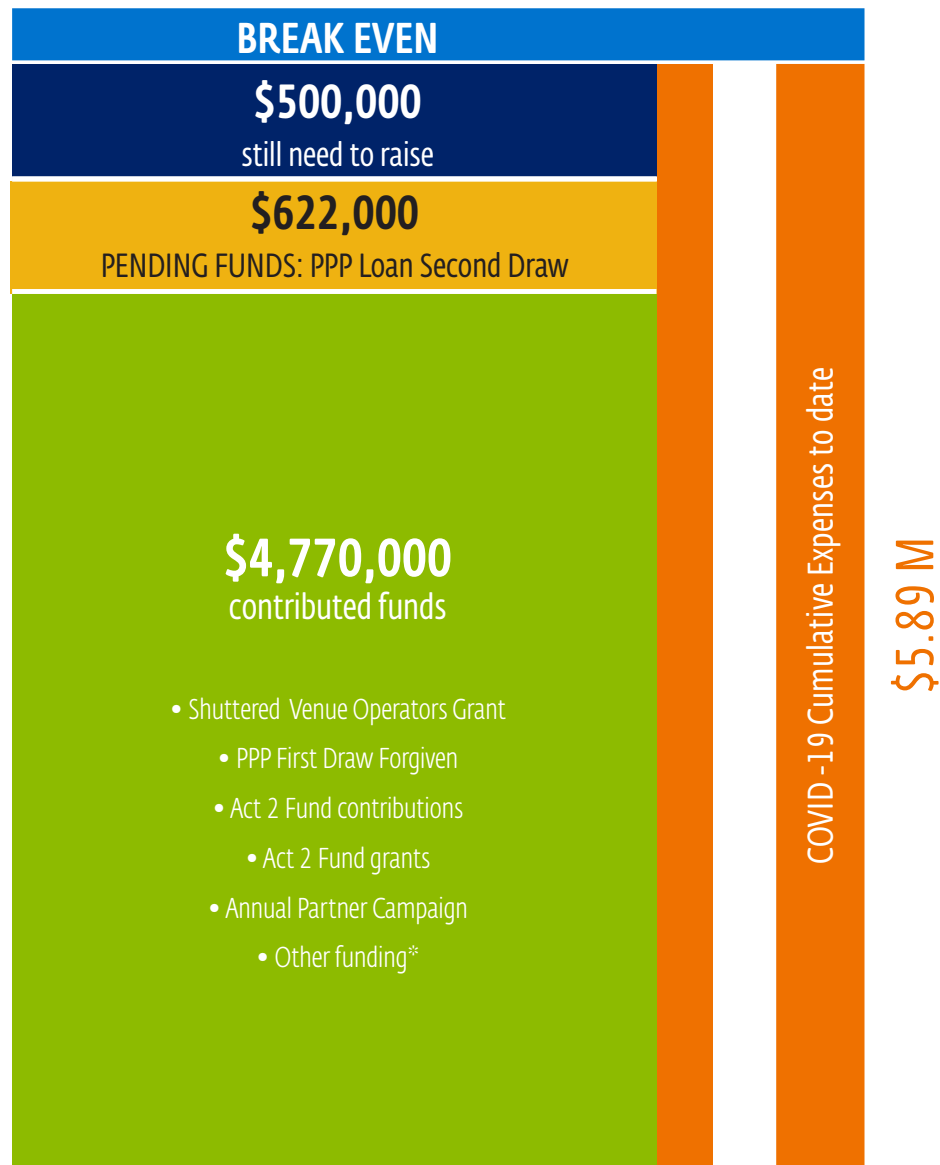 BREAK EVEN
$500,000
still need to raise
$622,000
PENDING FUNDS: PPP Loan Second Draw
$4,770,000
contributed funds
• Shuttered Venue Operators Grant
• PPP First Draw Forgiven
• Act 2 Fund contributions
• Act 2 Fund grants
• Annual Partner Campaign
• Other funding*
COVID -19 Cumulative Expenses to date
$5.89 M